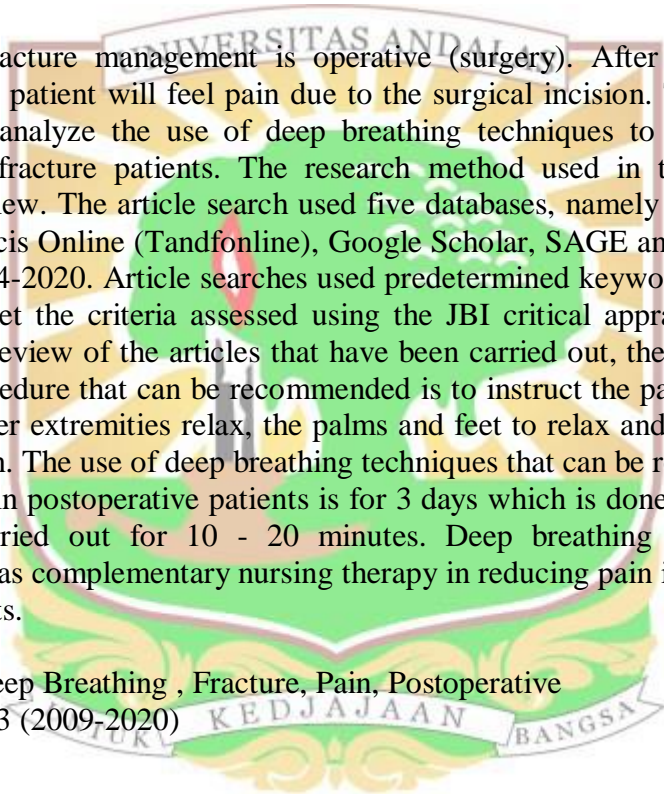 UNIVERSITAS ANDALAS
acture management is operative (surgery). After
patient will feel pain due to the surgical incision.
analyze the use of deep breathing techniques to
fracture patients. The research method used in t
ew. The article search used five databases, namely
cis Online (Tandfonline), Google Scholar, SAGE an
4-2020. Article searches used predetermined keywo
et the criteria assessed using the JBI critical appra
eview of the articles that have been carried out, the
edure that can be recommended is to instruct the pa
er extremities relax, the palms and feet to relax and
n. The use of deep breathing techniques that can be r
in postoperative patients is for 3 days which is done
ried out for 10 - 20 minutes. Deep breathing
as complementary nursing therapy in reducing pain i
ts.
eep Breathing , Fracture, Pain, Postoperative
3 (2009-2020)
UNTUK KEDJAJAAN BANGSA